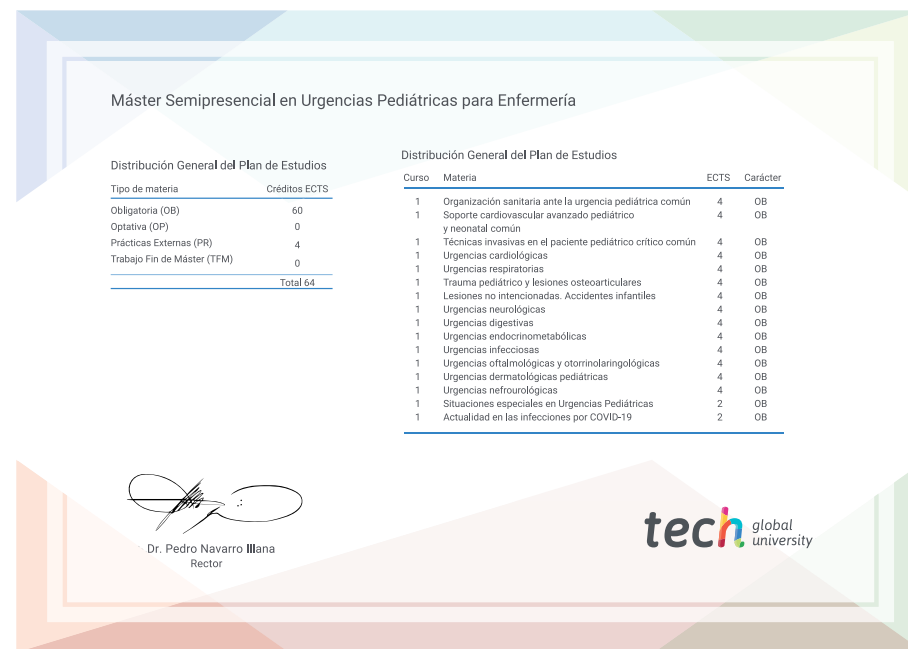 Máster Semipresencial en Urgencias Pediátricas para Enfermería
Distribución General del Plan de Estudios
Tipo de materia Créditos ECTS
Obligatoria (OB) 60
Optativa (OP) 0
Prácticas Externas (PR) 4
Trabajo Fin de Máster (TFM) 0
Total 64
Distribución General del Plan de Estudios
Curso Materia ECTS Carácter
1 Organización sanitaria ante la urgencia pediátrica común 4 OB
1 Soporte cardiovascular avanzado pediátrico 4 OB
y neonatal común
1 Técnicas invasivas en el paciente pediátrico crítico común 4 OB
1 Urgencias cardiológicas 4 OB
1 Urgencias respiratorias 4 OB
1 Trauma pediátrico y lesiones osteoarticulares 4 OB
1 Lesiones no intencionadas. Accidentes infantiles 4 OB
1 Urgencias neurológicas 4 OB
1 Urgencias digestivas 4 OB
1 Urgencias endocrinometabólicas 4 OB
1 Urgencias infecciosas 4 OB
1 Urgencias oftalmológicas y otorrinolaringológicas 4 OB
1 Urgencias dermatológicas pediátricas 4 OB
1 Urgencias nefrourológicas 4 OB
1 Situaciones especiales en Urgencias Pediátricas 2 OB
1 Actualidad en las infecciones por COVID-19 2 OB
Dr. Pedro Navarro Illana
Rector
tech global
university